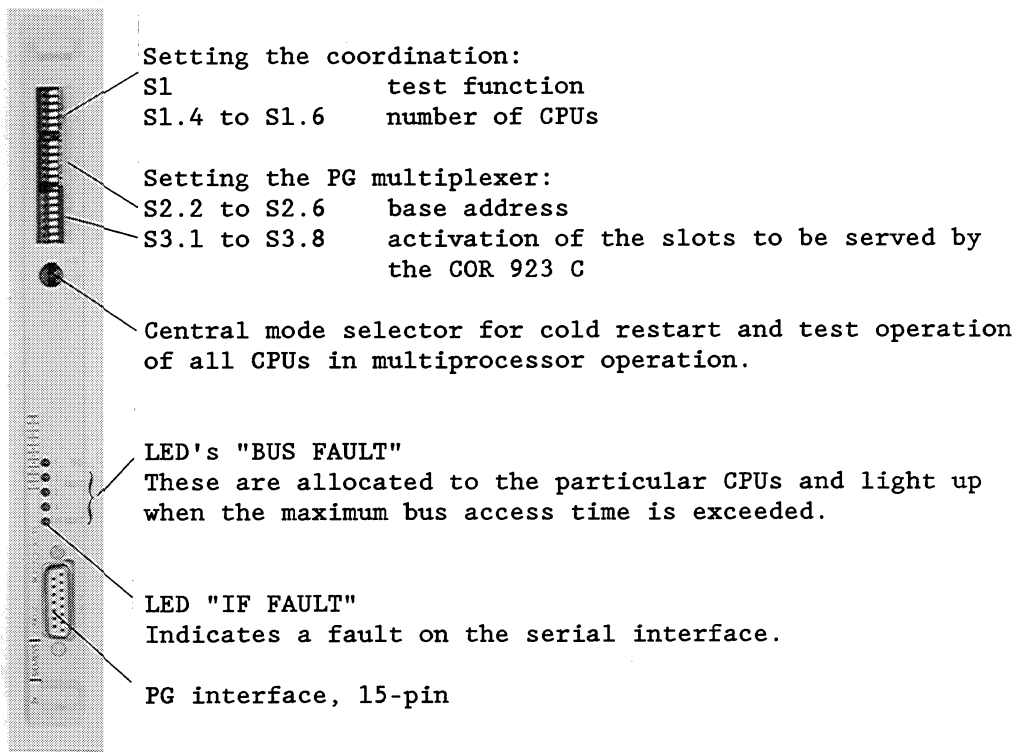 Setting the coordination:
S1 test function
S1.4 to S1.6 number of CPUs
Setting the PG multiplexer:
S2.2 to S2.6 base address
S3.1 to S3.8 activation of the slots to be served by
the COR 923 C
Central mode selector for cold restart and test operation
of all CPUs in multiprocessor operation.
LED's "BUS FAULT"
These are allocated to the particular CPUs and light up
when the maximum bus access time is exceeded.
LED "IF FAULT"
Indicates a fault on the serial interface.
PG interface, 15-pin